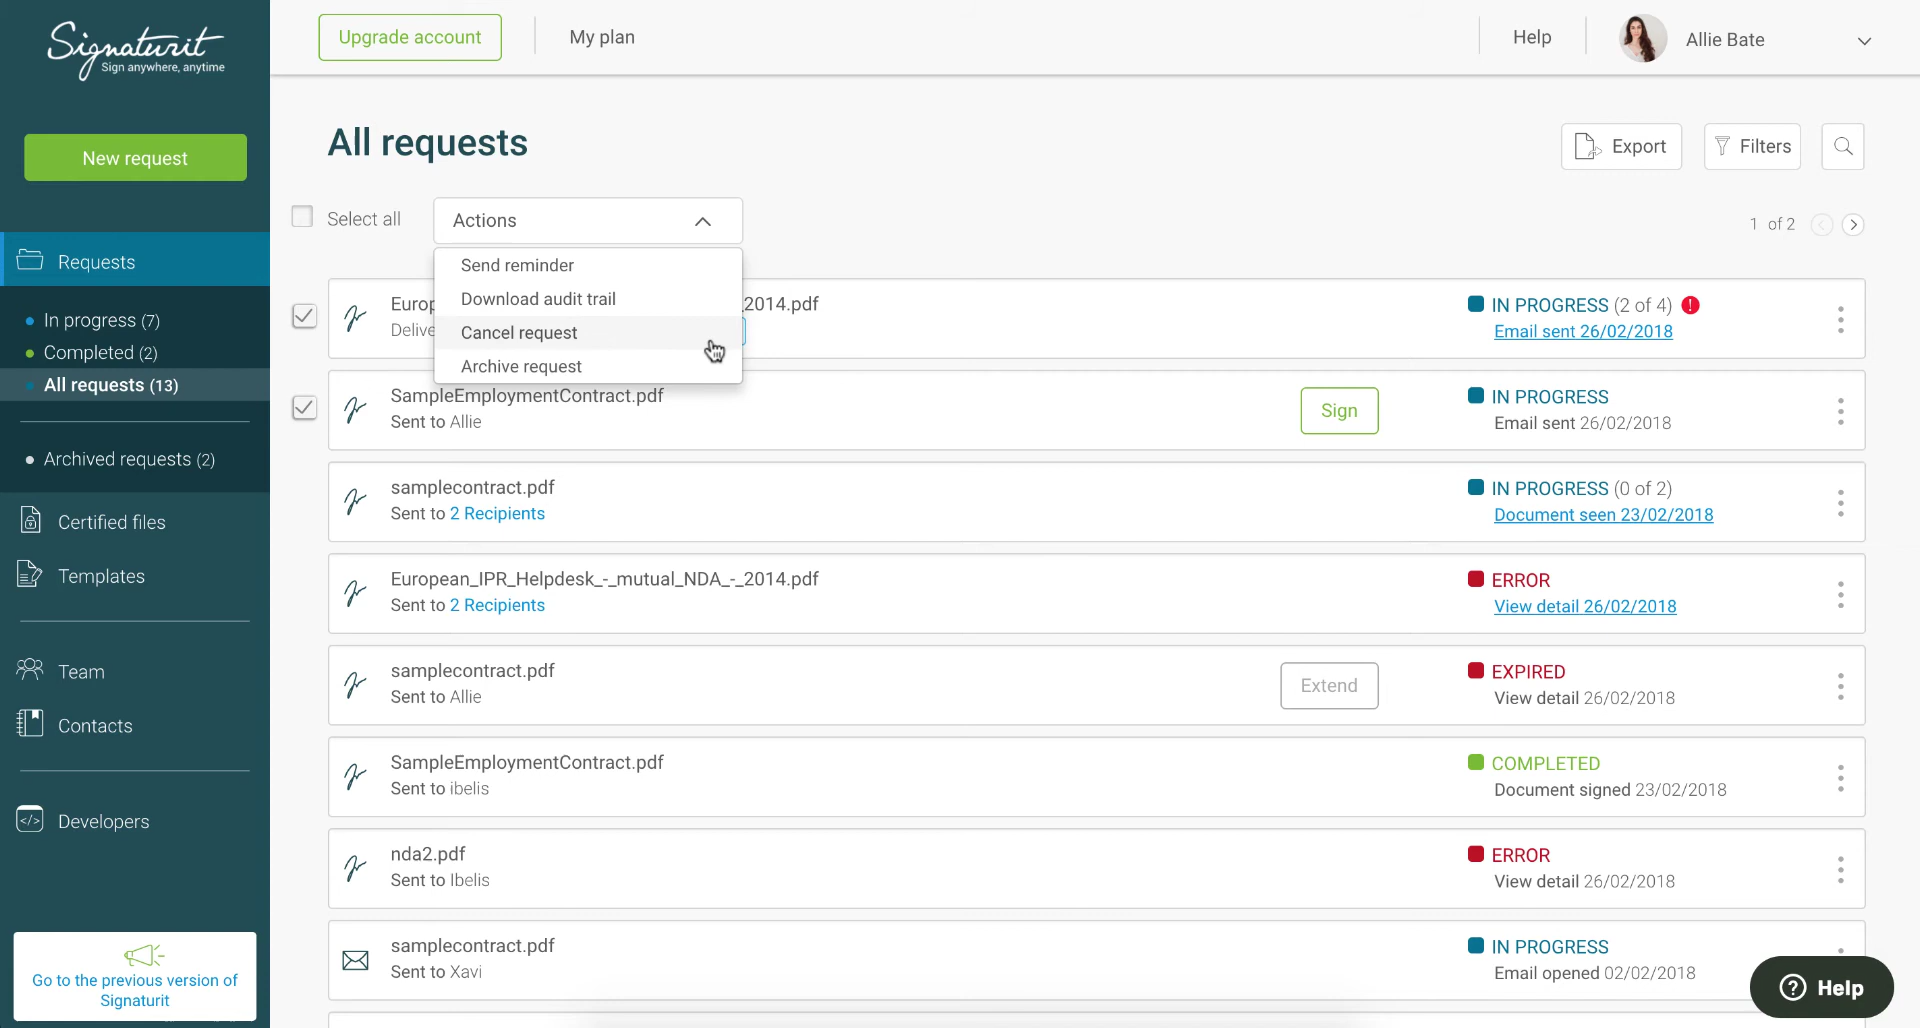 Signaturit
Sign anywhere, anytime
Upgrade account
My plan
Help
Allie Bate
New request
Requests
In progress (7)
Completed (2)
All requests (13)
Archived requests (2)
Certified files
Templates
Team
Contacts
Developers
Go to the previous version of
Signaturit
All requests
Export
Filters
Select all
Actions
1 of 2
Send reminder
Download audit trail
Cancel request
Archive request
2014.pdf
IN PROGRESS (2 of 4)
Email sent 26/02/2018
SampleEmploymentContract.pdf
Sent to Allie
Sign
IN PROGRESS
Email sent 26/02/2018
samplecontract.pdf
Sent to 2 Recipients
IN PROGRESS (0 of 2)
Document seen 23/02/2018
European_IPR_Helpdesk_-_mutual_NDA_-_2014.pdf
Sent to 2 Recipients
ERROR
View detail 26/02/2018
samplecontract.pdf
Sent to Allie
Extend
EXPIRED
View detail 26/02/2018
SampleEmploymentContract.pdf
Sent to ibelis
COMPLETED
Document signed 23/02/2018
nda2.pdf
Sent to Ibelis
ERROR
View detail 26/02/2018
samplecontract.pdf
Sent to Xavi
IN PROGRESS
Email opened 02/02/2018
Help